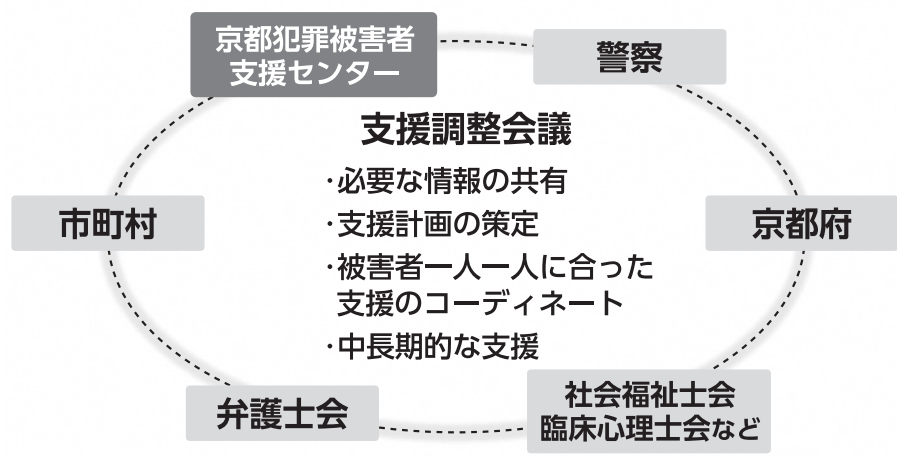 京都犯罪被害者
支援センター
警察
支援調整会議
・必要な情報の共有
・支援計画の策定
・被害者一人一人に合った
支援のコーディネート
・中長期的な支援
市町村
京都府
弁護士会
社会福祉士会
臨床心理士会など